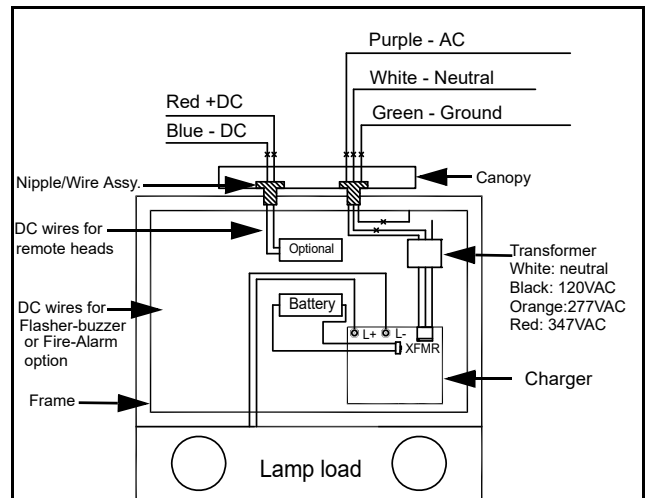 Purple - AC
White - Neutral
Green - Ground
Red +DC
Blue - DC
Nipple/Wire Assy.
Canopy
DC wires for
remote heads
Optional
Transformer
White: neutral
Black: 120VAC
Orange:277VAC
Red: 347VAC
DC wires for
Flasher-buzzer
or Fire-Alarm
option
Battery
L+ L-
XFMR
Charger
Frame
Lamp load